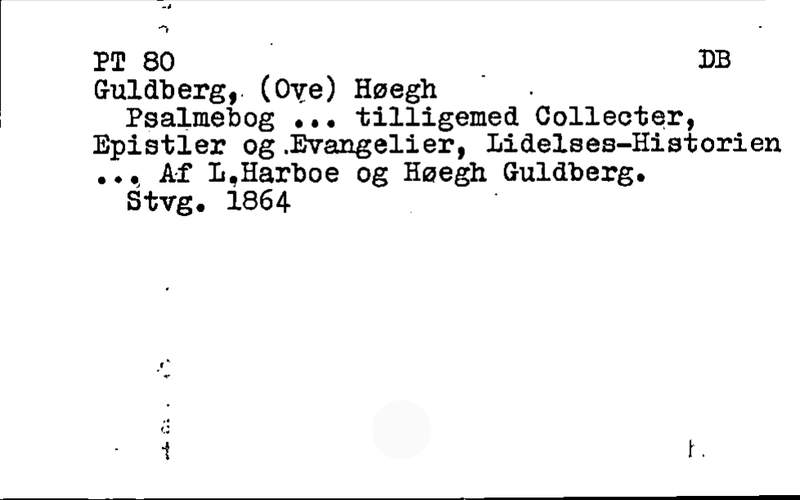 PT 80 DB
Guldberg, (Ove) Høegh
Psalmebog ... tilligemed Collecter,
Epistler og Evangelier, Lidelses-Historien
... Af L.Harboe og Høegh Guldberg.
Stvg. 1864